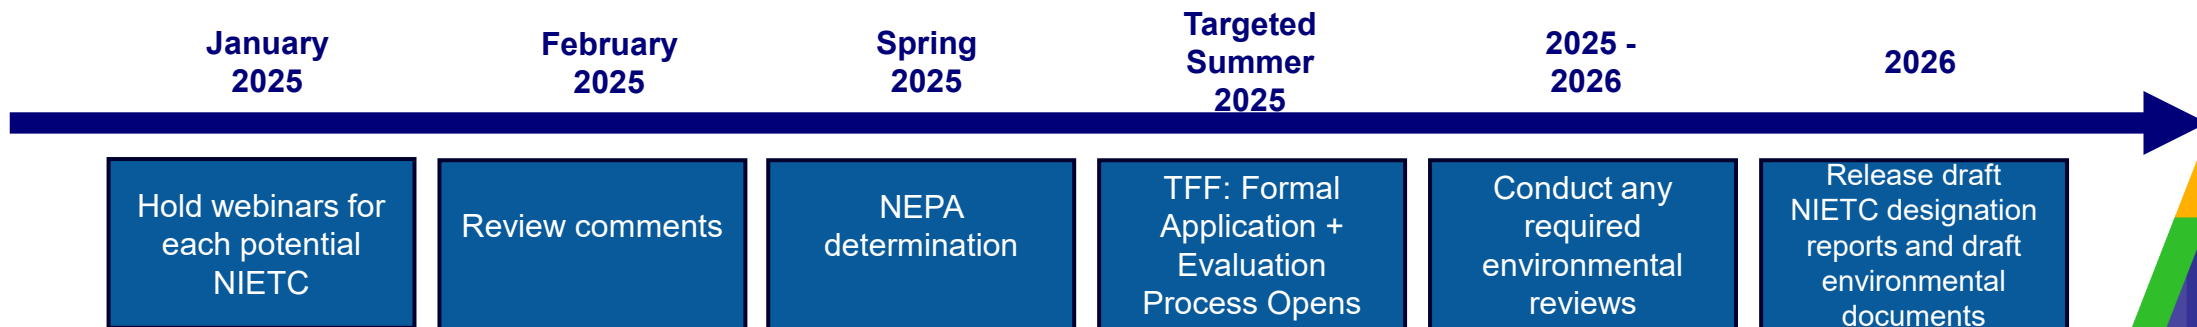 January
2025
February
2025
Spring
2025
Targeted
Summer
2025
2025 -
2026
2026
Hold webinars for
each potential
NIETC
Review comments
NEPA
determination
TFF: Formal
Application +
Evaluation
Process Opens
Conduct any
required
environmental
reviews
Release draft
NIETC designation
reports and draft
environmental
documents